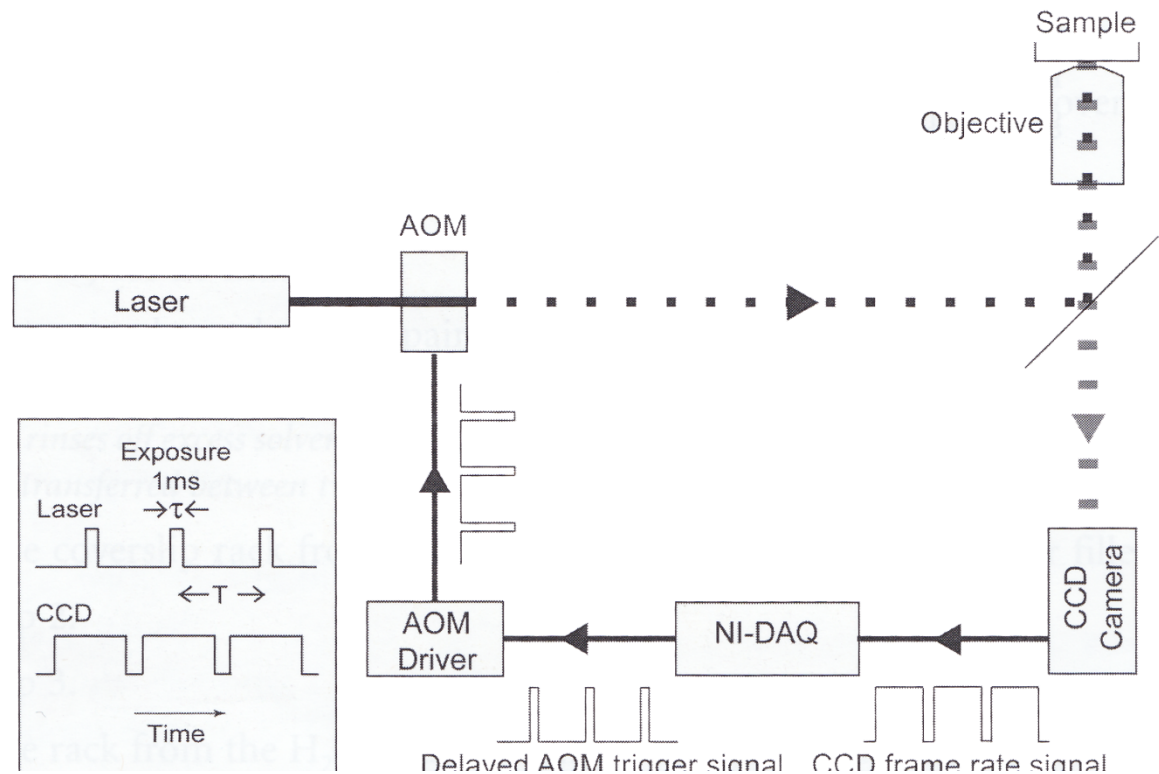 Sample
Objective
AOM
Laser
Exposure
1ms
τ
Laser
T
CCD
Time
AOM
Driver
NI-DAQ
CCD
Camera
Delayed AOM trigger signal
CCD frame rate signal